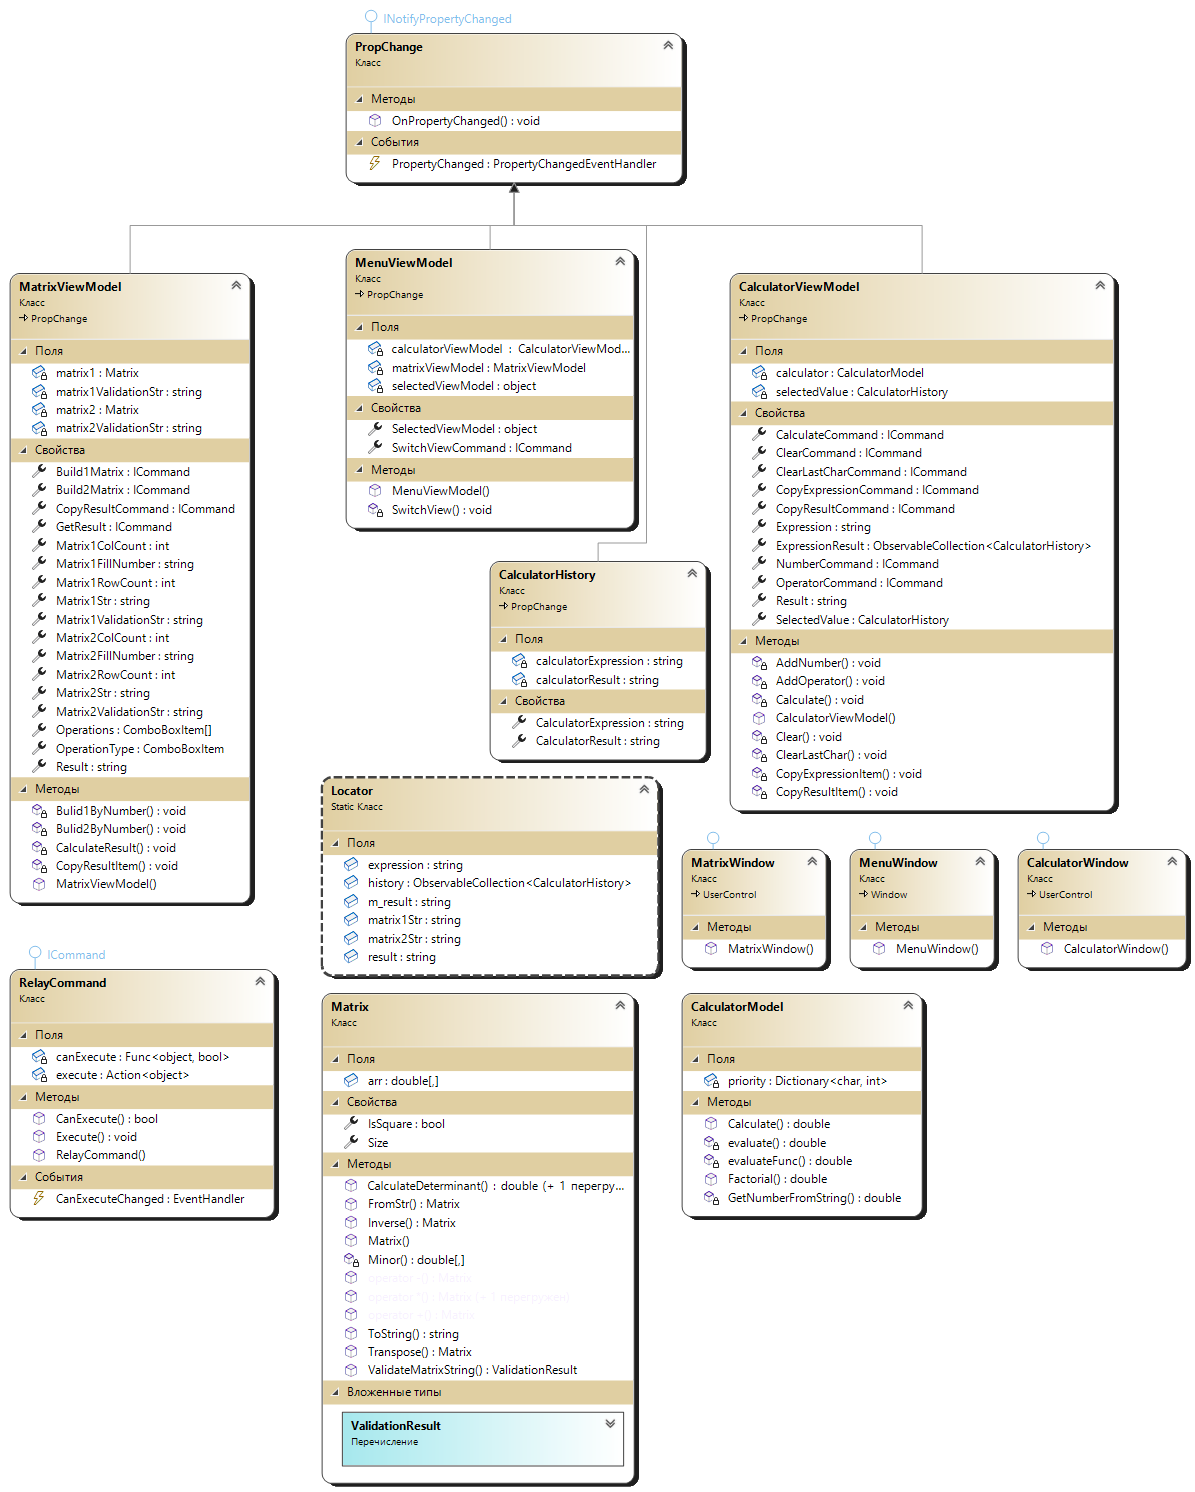 INotifyPropertyChanged
PropChange
Класс
Методы
OnPropertyChanged() : void
События
PropertyChanged : PropertyChangedEventHandler
MatrixViewModel
Класс
PropChange
Поля
matrix1 : Matrix
matrix1ValidationStr : string
matrix2 : Matrix
matrix2ValidationStr : string
Свойства
Build1Matrix : ICommand
Build2Matrix : ICommand
CopyResultCommand : ICommand
GetResult : ICommand
Matrix1ColCount : int
Matrix1FillNumber : string
Matrix1RowCount : int
Matrix1Str : string
Matrix1ValidationStr : string
Matrix2ColCount : int
Matrix2FillNumber : string
Matrix2RowCount : int
Matrix2Str : string
Matrix2ValidationStr : string
Operations : ComboBoxItem[]
OperationType : ComboBoxItem
Result : string
Методы
Bulid1ByNumber() : void
Bulid2ByNumber() : void
CalculateResult() : void
CopyResultItem() : void
MatrixViewModel()
MenuViewModel
Класс
PropChange
Поля
calculatorViewModel : CalculatorViewMod...
matrixViewModel : MatrixViewModel
selectedViewModel : object
Свойства
SelectedViewModel : object
SwitchViewCommand : ICommand
Методы
MenuViewModel()
SwitchView() : void
CalculatorHistory
Класс
PropChange
Поля
calculatorExpression : string
calculatorResult : string
Свойства
CalculatorExpression : string
CalculatorResult : string
CalculatorViewModel
Класс
PropChange
Поля
calculator : CalculatorModel
selectedValue : CalculatorHistory
Свойства
CalculateCommand : ICommand
ClearCommand : ICommand
ClearLastCharCommand : ICommand
CopyExpressionCommand : ICommand
CopyResultCommand : ICommand
Expression : string
ExpressionResult : ObservableCollection<CalculatorHistory>
NumberCommand : ICommand
OperatorCommand : ICommand
Result : string
SelectedValue : CalculatorHistory
Методы
AddNumber() : void
AddOperator() : void
Calculate() : void
CalculatorViewModel()
Clear() : void
ClearLastChar() : void
CopyExpressionItem() : void
CopyResultItem() : void
Locator
Static Класс
Поля
expression : string
history : ObservableCollection<CalculatorHistory>
m_result : string
matrix1Str : string
matrix2Str : string
result : string
MatrixWindow
Класс
UserControl
Методы
MatrixWindow()
MenuWindow
Класс
Window
Методы
MenuWindow()
CalculatorWindow
Класс
UserControl
Методы
CalculatorWindow()
ICommand
RelayCommand
Класс
Поля
canExecute : Func<object, bool>
execute : Action<object>
Методы
CanExecute() : bool
Execute() : void
RelayCommand()
События
CanExecuteChanged : EventHandler
Matrix
Класс
Поля
arr : double[,]
Свойства
IsSquare : bool
Size
Методы
CalculateDeterminant() : double (+ 1 перегру...
FromStr() : Matrix
Inverse() : Matrix
Matrix()
Minor() : double[,]
ToString() : string
Transpose() : Matrix
ValidateMatrixString() : ValidationResult
Вложенные типы
ValidationResult
Перечисление
CalculatorModel
Класс
Поля
priority : Dictionary<char, int>
Методы
Calculate() : double
evaluate() : double
evaluateFunc() : double
Factorial() : double
GetNumberFromString() : double